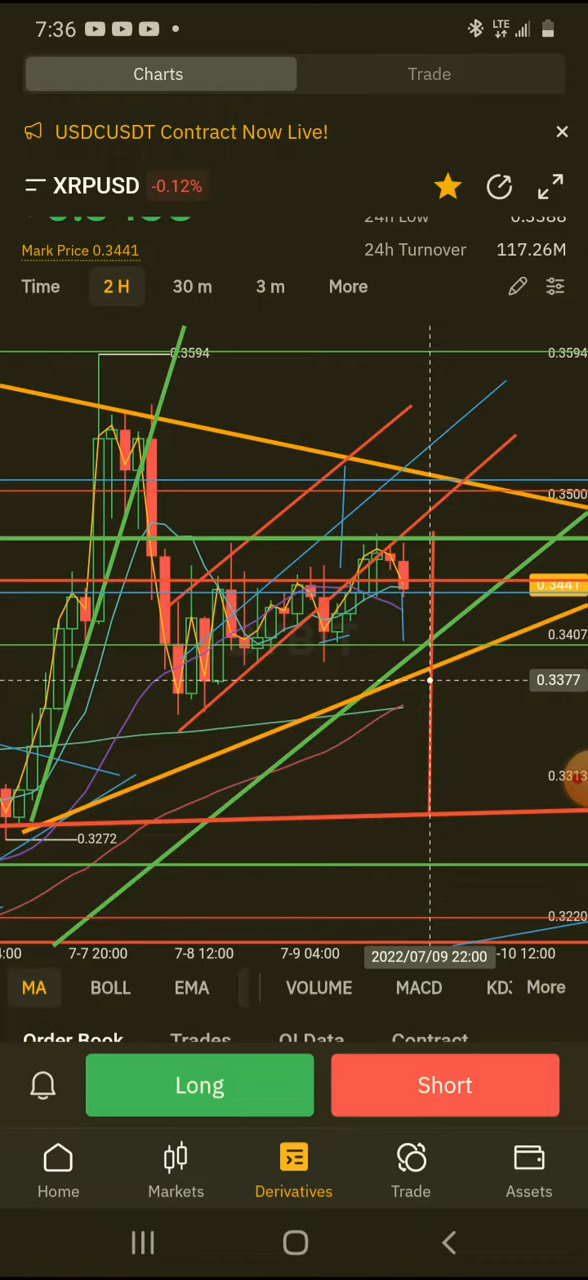 7:36 LTE
Charts Trade
USDCUSDT Contract Now Live! ×
XRPUSD -0.12%
24h Low 0.3388
Mark Price 0.3441 24h Turnover 117.26M
Time 2 H 30 m 3 m More
0.3594 0.3594
0.3500
0.3441
0.3407
0.3377
0.3313
0.3272
0.3220
4:00 7-7 20:00 7-8 12:00 7-9 04:00 2022/07/09 22:00 -10 12:00
MA BOLL EMA VOLUME MACD KDJ More
Order Book Trades OI Data Contract
Long Short
Home Markets Derivatives Trade Assets